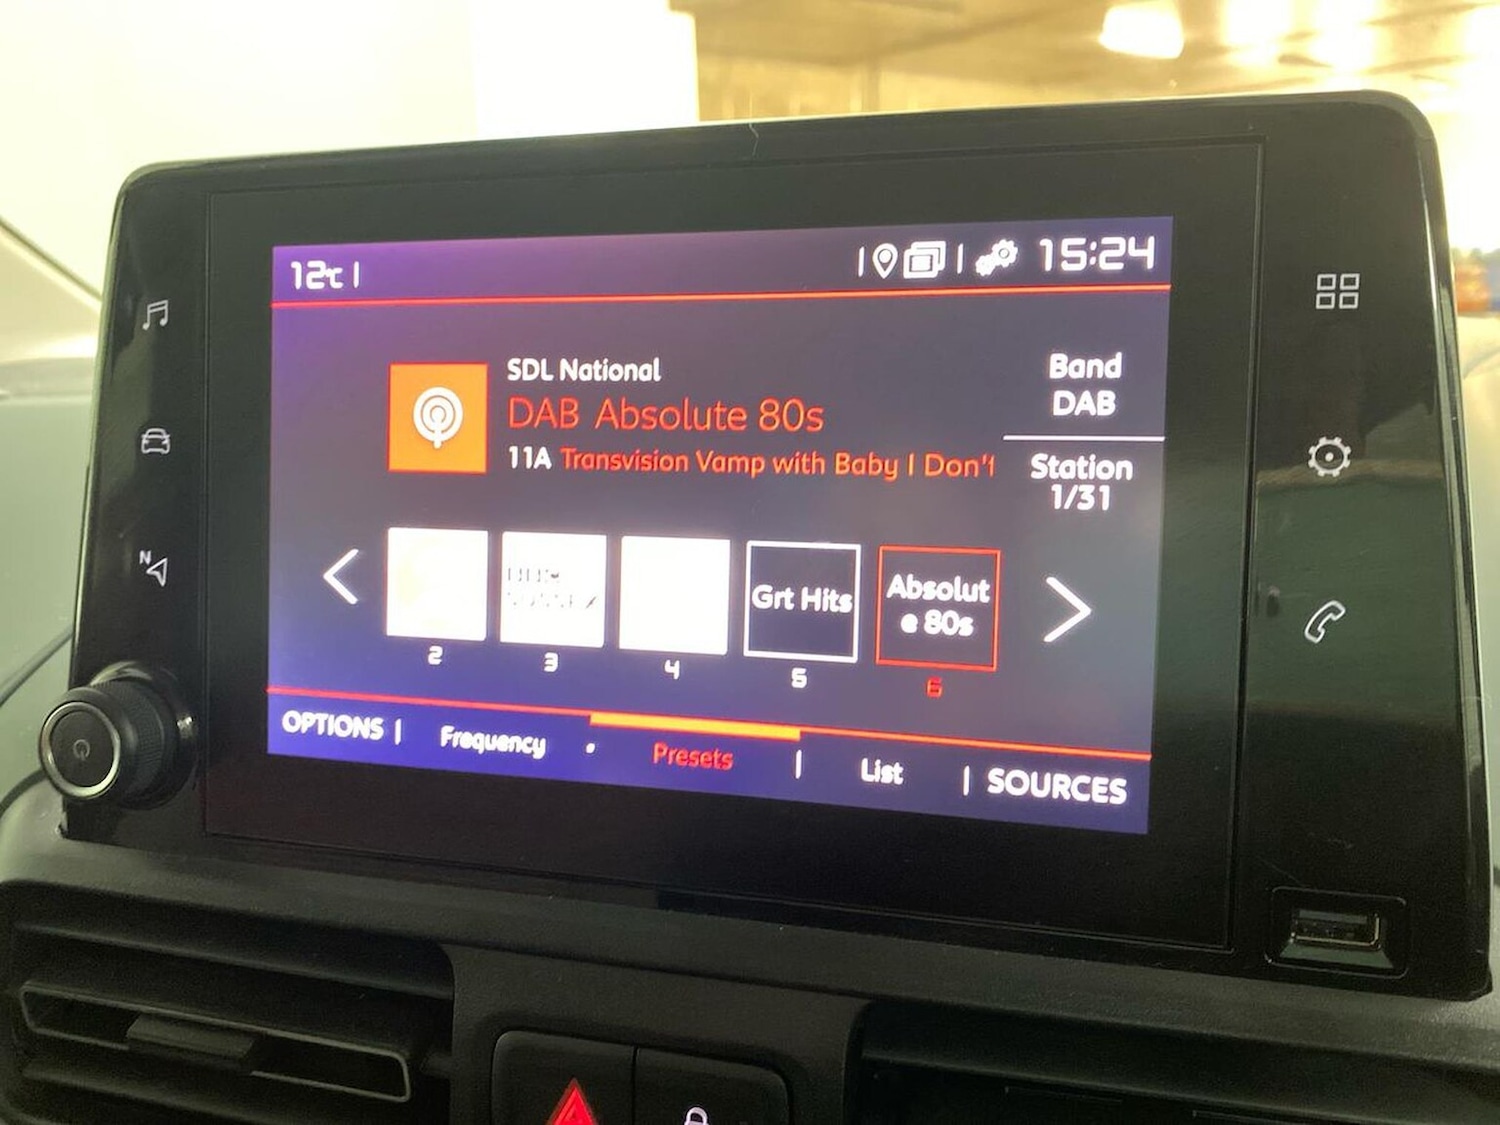 12°C
15:24
SDL National
DAB Absolute 80s
11A Transvision Vamp with Baby I Don't
Band
DAB
Station
1/31
Grt Hits
Absolut
e 80s
2
3
4
5
6
OPTIONS
Frequency
Presets
List
SOURCES
N